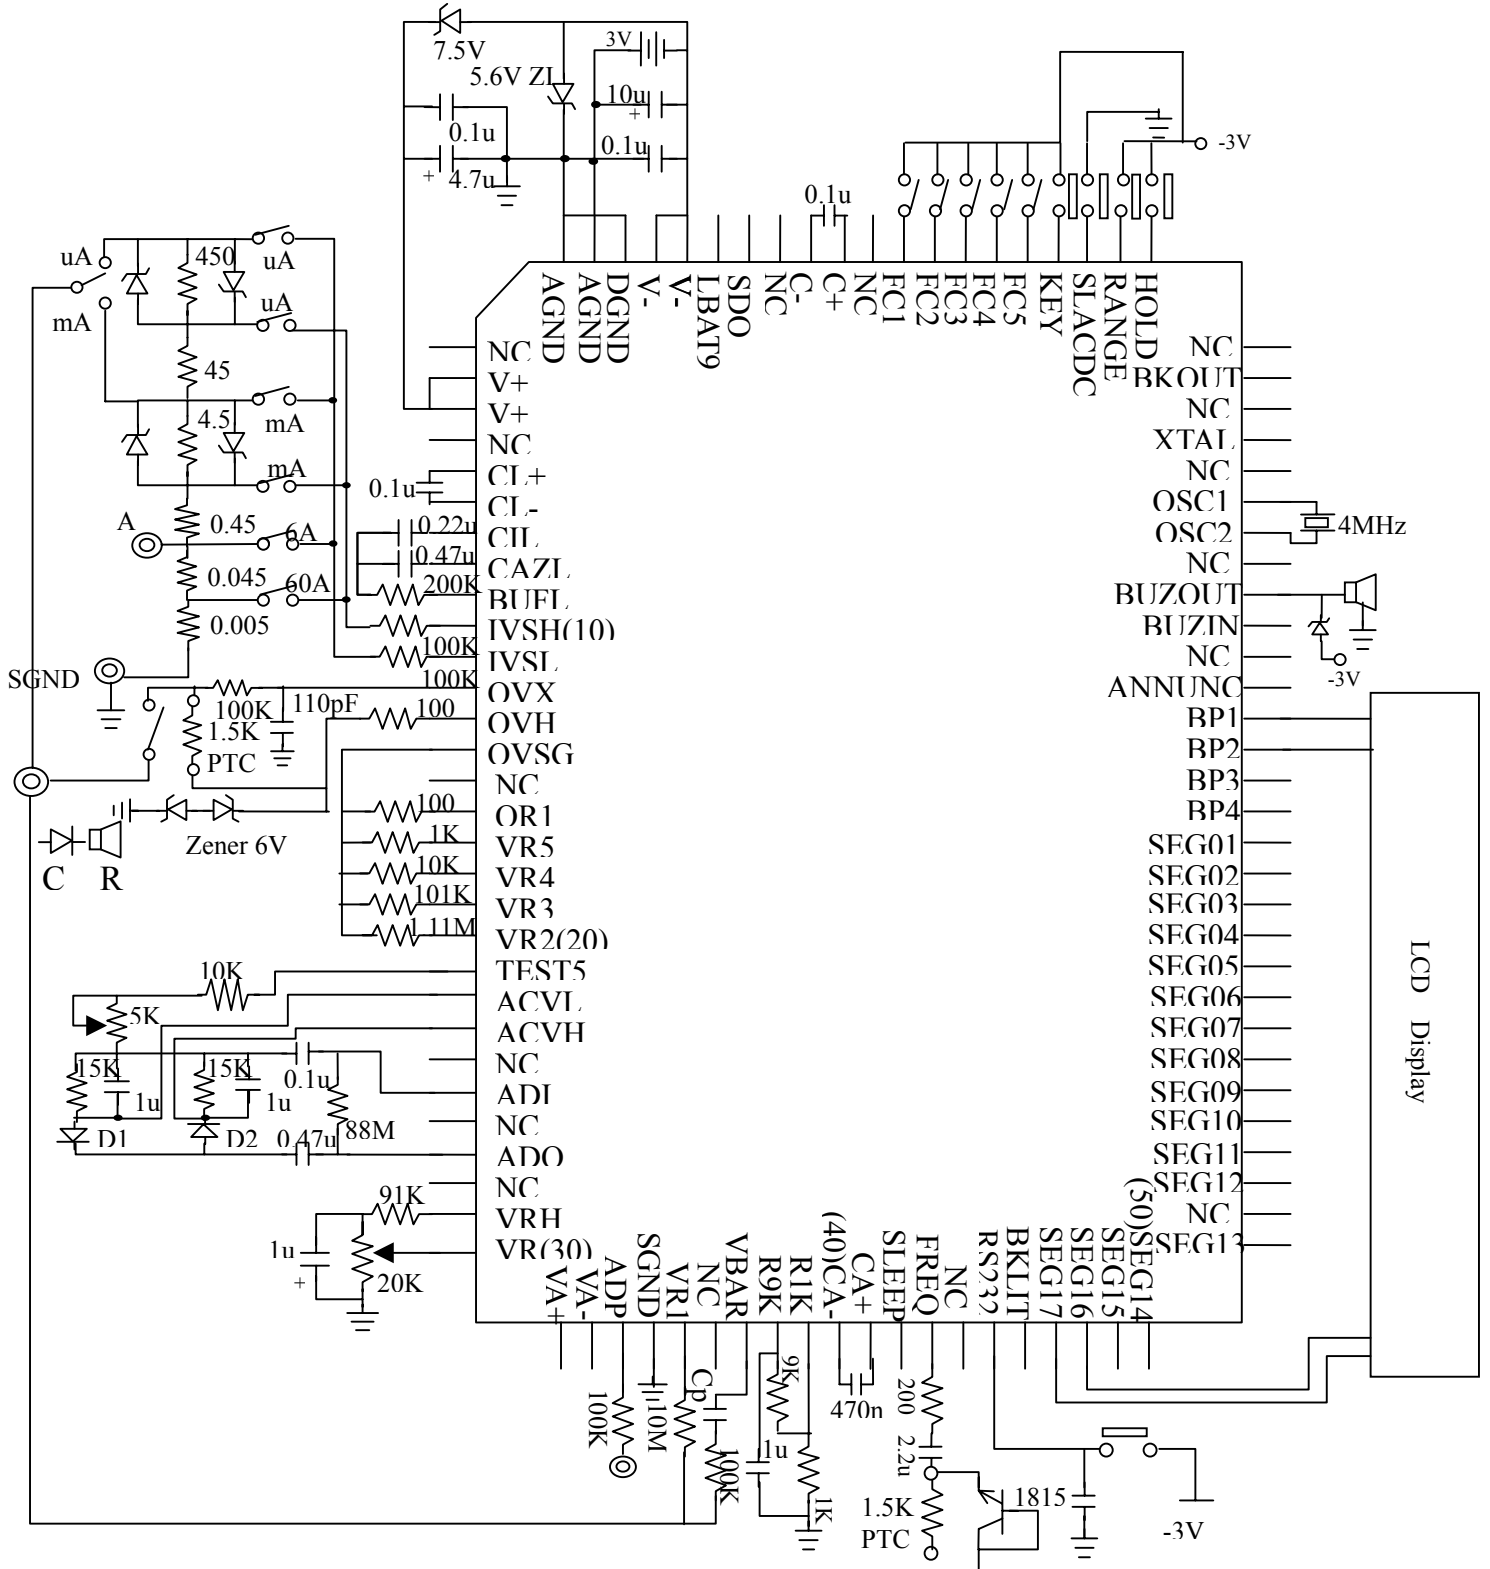 7.5V
3V
5.6V ZI
10u
+
0.1u
0.1u
+
4.7u
-3V
0.1u
450
uA
uA
uA
mA
45
4.5
mA
mA
0.45
A
6A
0.045
60A
0.005
SGND
AGND
AGND
DGND
V-
V-
LBAT9
SDO
NC
C-
C+
NC
FC1
FC2
FC3
FC4
FC5
KEY
SLACDC
RANGE
HOLD
NC
V+
V+
NC
CL+
0.1u
CL-
0.22u
CIL
0.47u
CAZL
200K
BUFL
IVSH(10)
100K
IVSL
100K
OVX
100K
110pF
1.5K
PTC
100
OVH
OVSG
NC
100
OR1
Zener 6V
1K
VR5
C R
10K
VR4
101K
VR3
1.11M
VR2(20)
10K
TEST5
5K
ACVL
ACVH
15K
15K
NC
0.1u
1u
1u
ADI
88M
NC
D1
D2
0.47u
ADO
NC
91K
VRH
1u
+
20K
VR(30)
NC
BKOUT
NC
XTAL
NC
OSC1
OSC2
4MHz
NC
BUZOUT
BUZIN
NC
-3V
ANNUNC
BP1
BP2
BP3
BP4
SEG01
SEG02
SEG03
SEG04
SEG05
SEG06
SEG07
SEG08
SEG09
SEG10
SEG11
SEG12
NC
SEG13
LCD Display
VA+
VA-
ADP
SGND
VR1
NC
VBAR
R9K
R1K
(40)CA-
CA+
SLEEP
FREQ
NC
RS232
BKLIT
SEG17
SEG16
SEG15
(50)SEG14
100K
10M
Cp
100K
9K
1u
1K
470n
200
2.2u
1.5K
PTC
1815
-3V